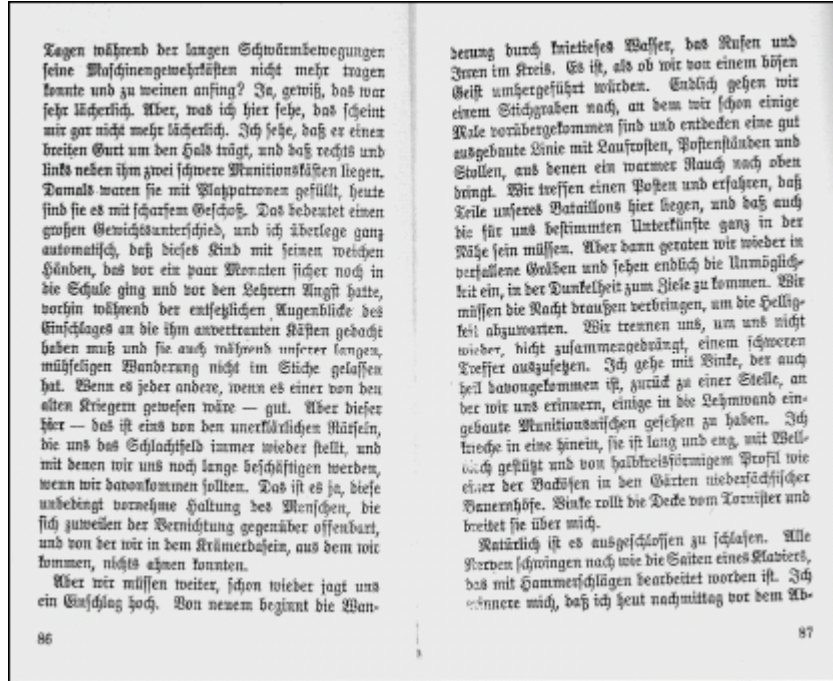 Tagen während der langen Schwärmbewegungen
seine Maschinengewehrkästen nicht mehr tragen
konnte und zu weinen anfing? Ja, gewiß, das war
sehr lächerlich. Aber, was ich hier sehe, das scheint
mir gar nicht mehr lächerlich. Ich sehe, daß er einen
breiten Gurt um den Hals trägt, und daß rechts und
links neben ihm zwei schwere Munitionskästen liegen.
Damals waren sie mit Platzpatronen gefüllt, heute
sind sie es mit scharfem Geschoß. Das bedeutet einen
großen Gewichtsunterschied, und ich überlege ganz
automatisch, daß dieses Kind mit seinen weichen
Händen, das vor ein paar Monaten sicher noch in
die Schule ging und vor den Lehrern Angst hatte,
vorhin während der entsetzlichen Augenblicke des
Einschlages an die ihm anvertrauten Kästen gedacht
haben muß und sie auch während unserer langen,
mühseligen Wanderung nicht im Stiche gelassen
hat. Wenn es jeder andere, wenn es einer von den
alten Kriegern gewesen wäre — gut. Aber dieser
hier — das ist eins von den unerklärlichen Rätseln,
die uns das Schlachtfeld immer wieder stellt, und
mit denen wir uns noch lange beschäftigen werden,
wenn wir davonkommen sollten. Das ist es ja, diese
unbedingt vornehme Haltung des Menschen, die
sich zuweilen der Vernichtung gegenüber offenbart,
und von der wir in dem Krämerdasein, aus dem wir
kommen, nichts ahnen konnten.
Aber wir müssen weiter, schon wieder jagt uns
ein Einschlag hoch. Von neuem beginnt die Wan-
86
derung durch knietiefes Wasser, das Rufen und
Irren im Kreis. Es ist, als ob wir von einem bösen
Geist umhergeführt würden. Endlich gehen wir
einem Stichgraben nach, an dem wir schon einige
Male vorübergekommen sind und entdecken eine gut
ausgebaute Linie mit Laufrosten, Postenständen und
Stollen, aus denen ein warmer Rauch nach oben
dringt. Wir treffen einen Posten und erfahren, daß
Teile unseres Bataillons hier liegen, und daß auch
die für uns bestimmten Unterkünfte ganz in der
Nähe sein müssen. Aber dann geraten wir wieder in
verfallene Gräben und sehen endlich die Unmöglich-
keit ein, in der Dunkelheit zum Ziele zu kommen. Wir
müssen die Nacht draußen verbringen, um die Hellig-
keit abzuwarten. Wir trennen uns, um uns nicht
wieder, dicht zusammengedrängt, einem schweren
Treffer auszusetzen. Ich gehe mit Vinke, der auch
heil davongekommen ist, zurück zu einer Stelle, an
der wir uns erinnern, einige in die Lehmwand ein-
gebaute Munitionsnischen gesehen zu haben. Ich
krieche in eine hinein, sie ist lang und eng, mit Well-
blech gestützt und von halbkreisförmigem Profil wie
einer der Backöfen in den Gärten niedersächsischer
Bauernhöfe. Vinke rollt die Decke vom Tornister und
breitet sie über mich.
Natürlich ist es ausgeschlossen zu schlafen. Alle
Nerven schwingen nach wie die Saiten eines Klaviers,
das mit Hammerschlägen bearbeitet worden ist. Ich
erinnere mich, daß ich heut nachmittag vor dem Ab-
87